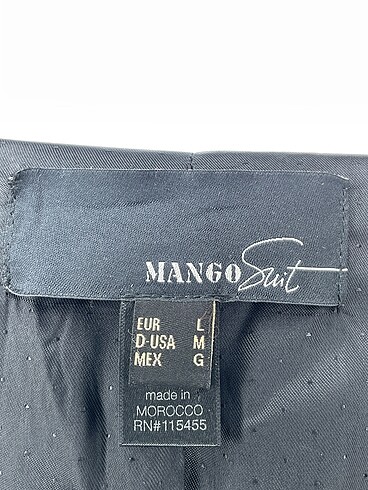 MANGO Suit
EUR L
D-USA M
MEX G
made in
MOROCCO
RN#115455